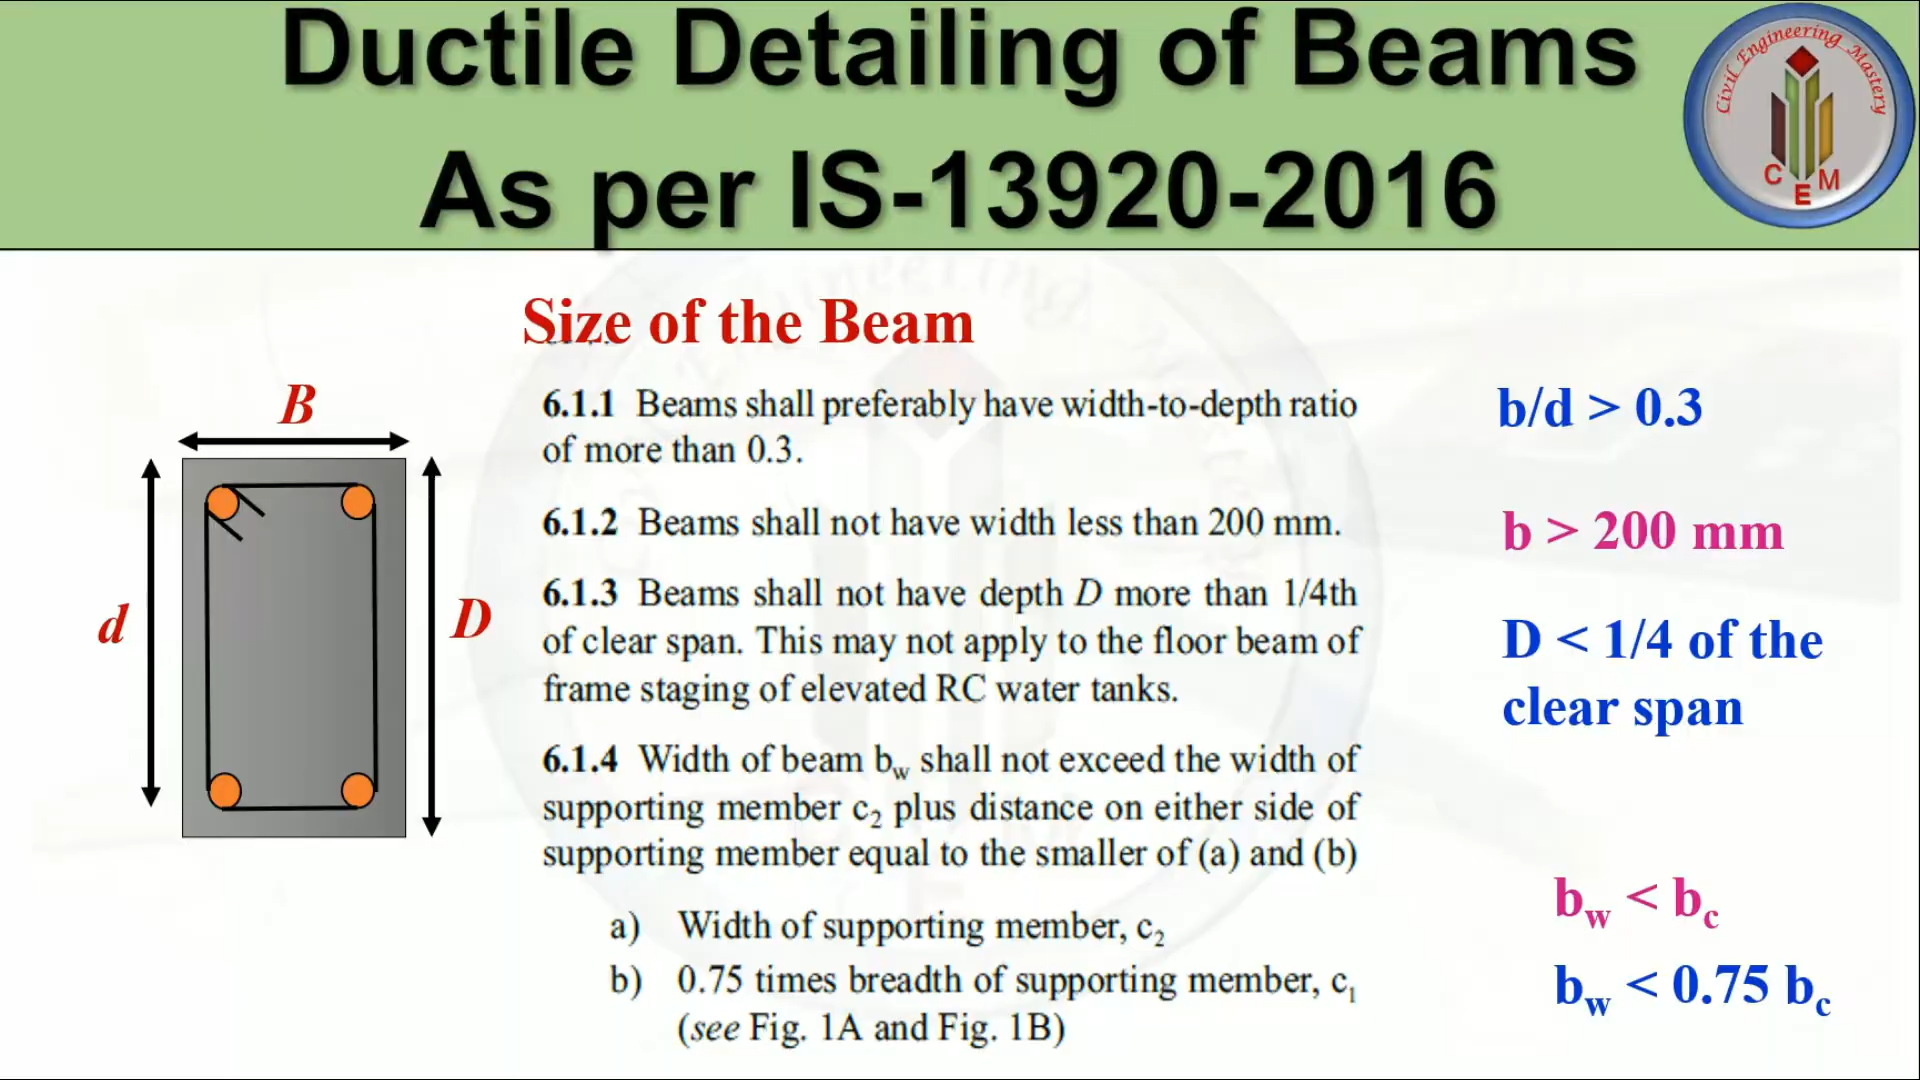 Ductile Detailing of Beams
As per IS-13920-2016
Civil Engineering Mastery
C E M
Size of the Beam
B
d
D
6.1.1 Beams shall preferably have width-to-depth ratio
of more than 0.3.
6.1.2 Beams shall not have width less than 200 mm.
6.1.3 Beams shall not have depth D more than 1/4th
of clear span. This may not apply to the floor beam of
frame staging of elevated RC water tanks.
6.1.4 Width of beam b_w shall not exceed the width of
supporting member c₂ plus distance on either side of
supporting member equal to the smaller of (a) and (b)
a) Width of supporting member, c₂
b) 0.75 times breadth of supporting member, c₁
(see Fig. 1A and Fig. 1B)
b/d > 0.3
b > 200 mm
D < 1/4 of the
clear span
b_w < b_c
b_w < 0.75 b_c